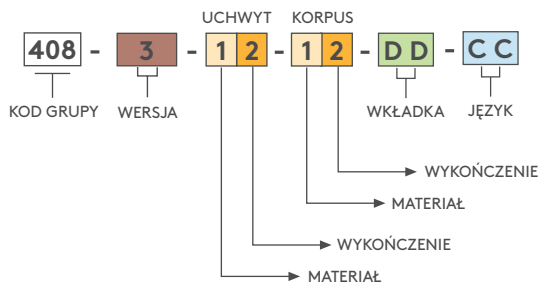 UCHWYT KORPUS
408 - 3 - 1 2 - 1 2 - D D - C C
KOD GRUPY WERSJA WKŁADKA JĘZYK
WYKOŃCZENIE
MATERIAŁ
WYKOŃCZENIE
MATERIAŁ